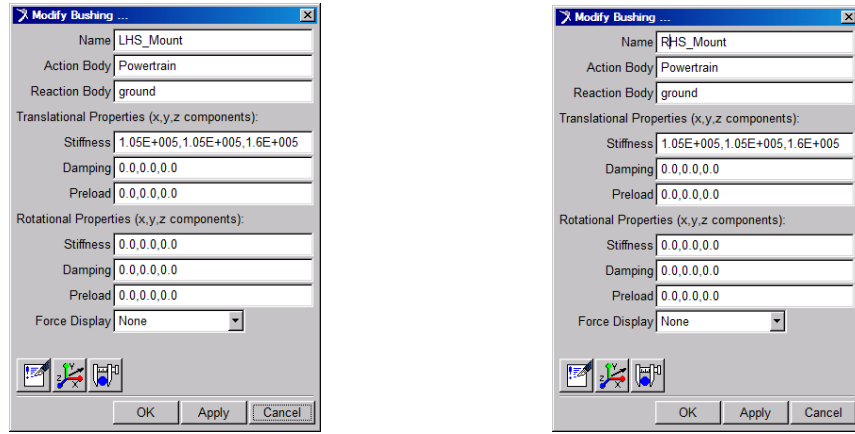 Modify Bushing ...
Name LHS_Mount
Action Body Powertrain
Reaction Body ground
Translational Properties (x,y,z components):
Stiffness 1.05E+005,1.05E+005,1.6E+005
Damping 0.0,0.0,0.0
Preload 0.0,0.0,0.0
Rotational Properties (x,y,z components):
Stiffness 0.0,0.0,0.0
Damping 0.0,0.0,0.0
Preload 0.0,0.0,0.0
Force Display None
Z Y X
OK Apply Cancel
Modify Bushing ...
Name RHS_Mount
Action Body Powertrain
Reaction Body ground
Translational Properties (x,y,z components):
Stiffness 1.05E+005,1.05E+005,1.6E+005
Damping 0.0,0.0,0.0
Preload 0.0,0.0,0.0
Rotational Properties (x,y,z components):
Stiffness 0.0,0.0,0.0
Damping 0.0,0.0,0.0
Preload 0.0,0.0,0.0
Force Display None
Z Y X
OK Apply Cancel